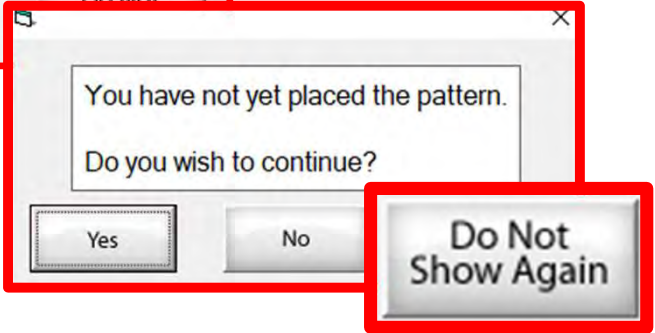 You have not yet placed the pattern.
Do you wish to continue?
Yes
No
Do Not
Show Again